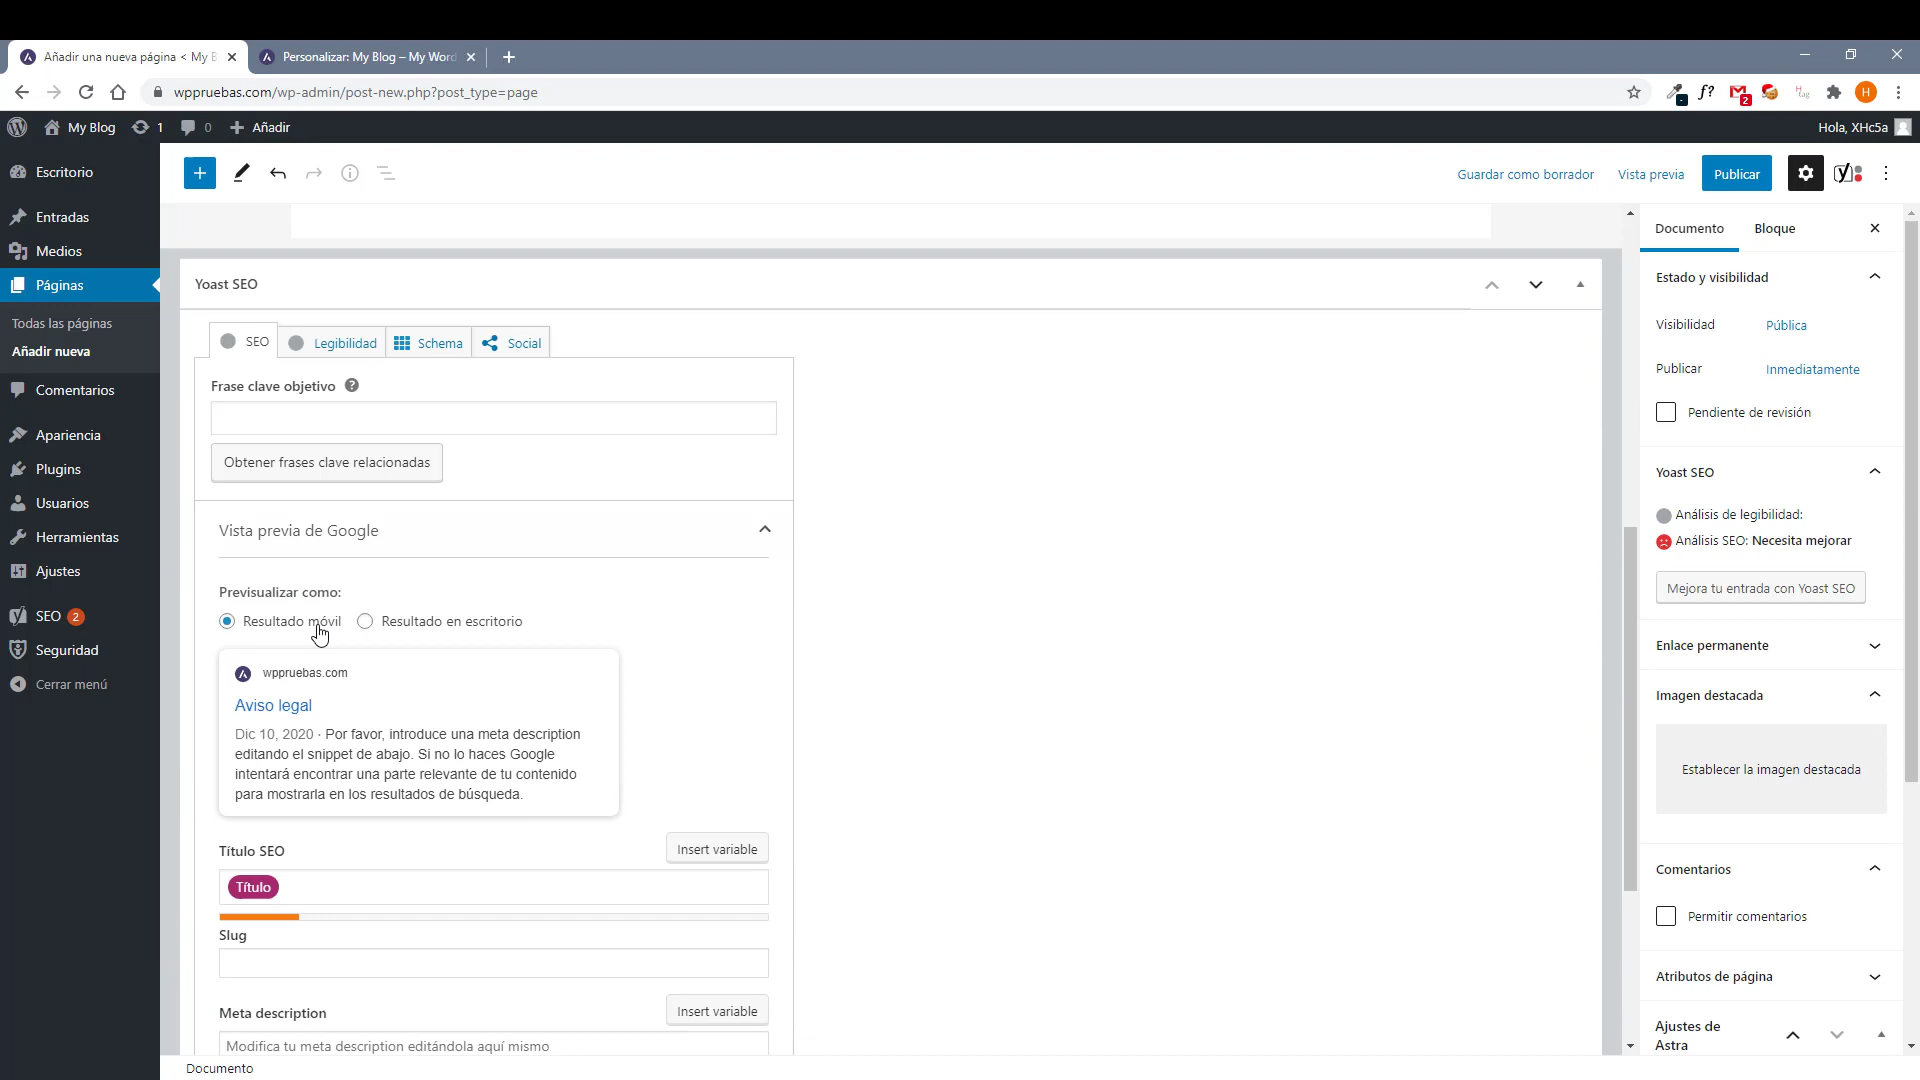 Añadir una nueva página < My B
Personalizar: My Blog – My Word
wppruebas.com/wp-admin/post-new.php?post_type=page
f?
2
H
My Blog
1
0
Añadir
Hola, XHc5a
Escritorio
Entradas
Medios
Páginas
Todas las páginas
Añadir nueva
Comentarios
Apariencia
Plugins
Usuarios
Herramientas
Ajustes
SEO 2
Seguridad
Cerrar menú
Guardar como borrador
Vista previa
Publicar
Yoast SEO
SEO
Legibilidad
Schema
Social
Frase clave objetivo
Obtener frases clave relacionadas
Vista previa de Google
Previsualizar como:
Resultado móvil
Resultado en escritorio
wppruebas.com
Aviso legal
Dic 10, 2020 · Por favor, introduce una meta description
editando el snippet de abajo. Si no lo haces Google
intentará encontrar una parte relevante de tu contenido
para mostrarla en los resultados de búsqueda.
Título SEO
Insert variable
Título
Slug
Meta description
Insert variable
Modifica tu meta description editándola aquí mismo
Documento
Documento
Bloque
Estado y visibilidad
Visibilidad
Pública
Publicar
Inmediatamente
Pendiente de revisión
Yoast SEO
Análisis de legibilidad:
Análisis SEO: Necesita mejorar
Mejora tu entrada con Yoast SEO
Enlace permanente
Imagen destacada
Establecer la imagen destacada
Comentarios
Permitir comentarios
Atributos de página
Ajustes de
Astra